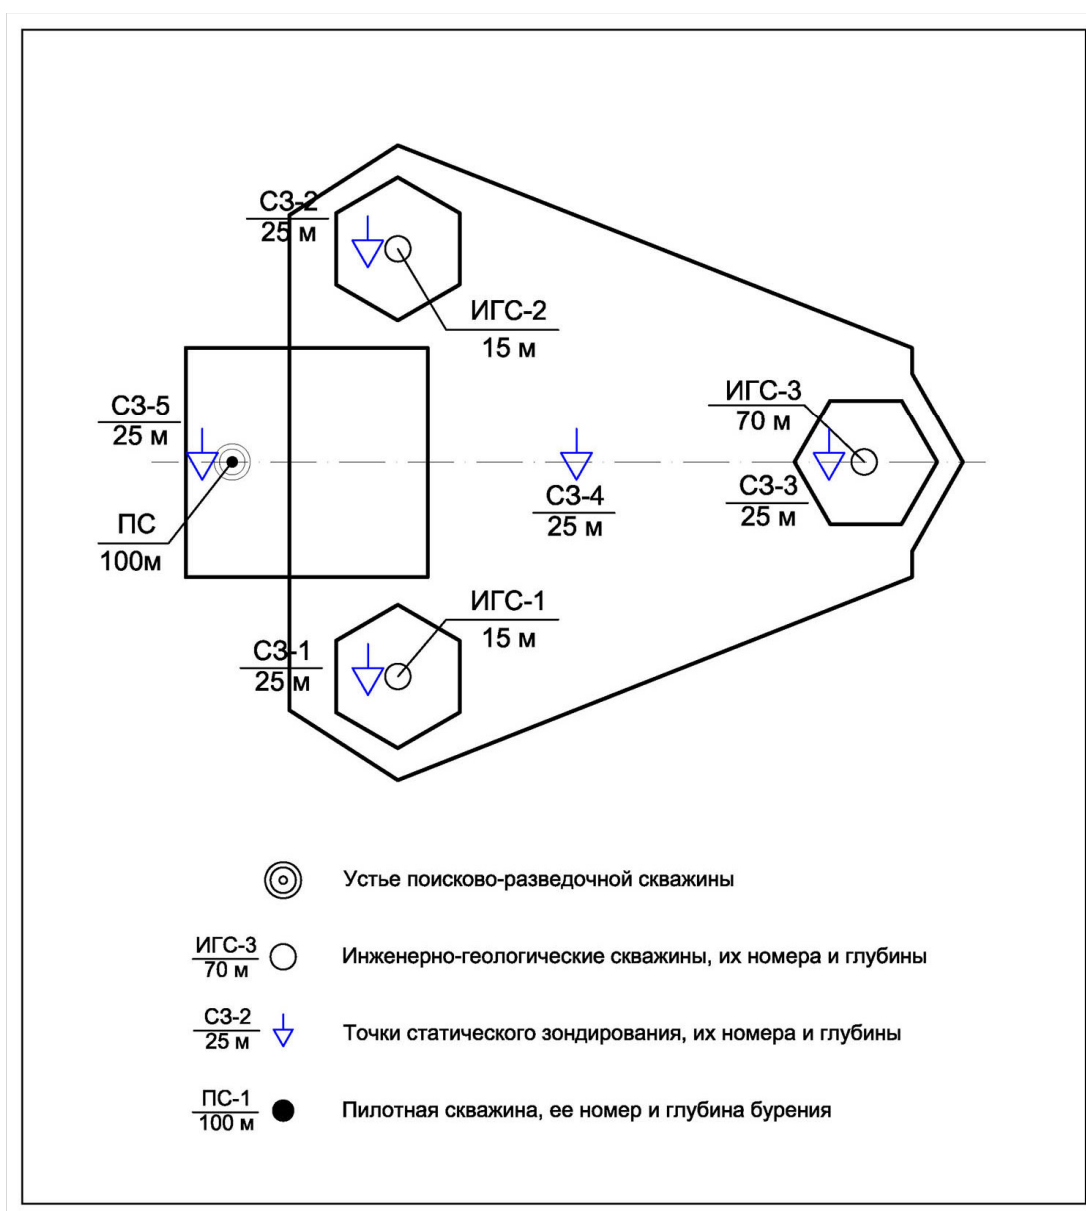 СЗ-2
25 м
ИГС-2
15 м
СЗ-5
25 м
ИГС-3
70 м
СЗ-4
25 м
СЗ-3
25 м
ПС
100м
ИГС-1
15 м
СЗ-1
25 м
Устье поисково-разведочной скважины
ИГС-3
70 м
Инженерно-геологические скважины, их номера и глубины
СЗ-2
25 м
Точки статического зондирования, их номера и глубины
ПС-1
100 м
Пилотная скважина, ее номер и глубина бурения